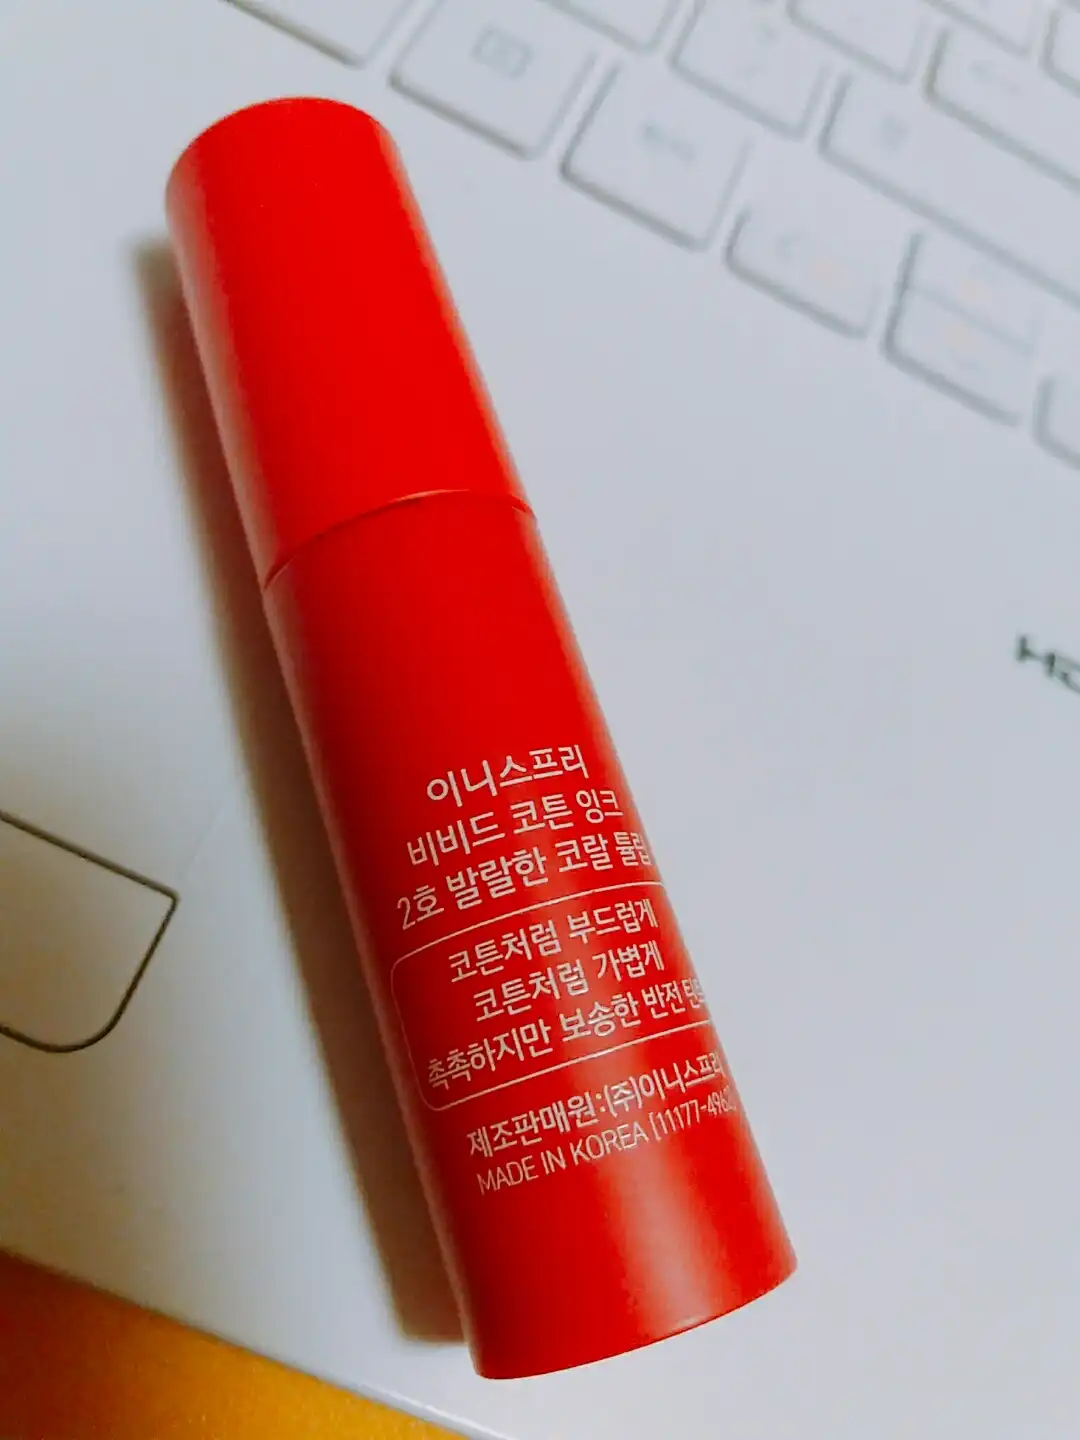 이니스프리
비비드 코튼 잉크
2호 발랄한 코랄 튤립
코튼처럼 부드럽게
코튼처럼 가볍게
촉촉하지만 보송한 반전 틴트
제조판매원:(주)이니스프리
MADE IN KOREA